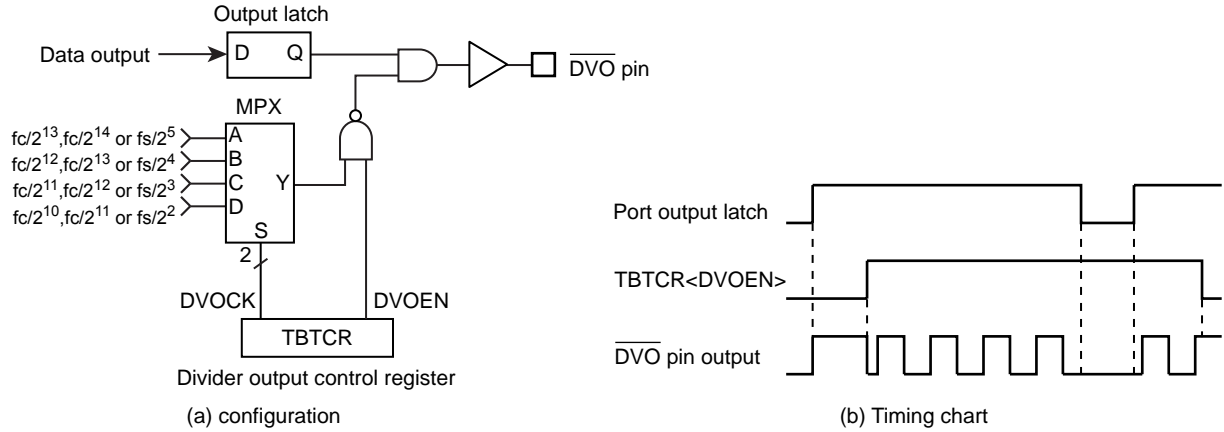 Output latch
Data output
D
Q
DVO pin
MPX
fc/2^13,fc/2^14 or fs/2^5
A
fc/2^12,fc/2^13 or fs/2^4
B
fc/2^11,fc/2^12 or fs/2^3
C
Y
fc/2^10,fc/2^11 or fs/2^2
D
S
2
DVOCK
DVOEN
TBTCR
Divider output control register
(a) configuration
Port output latch
TBTCR<DVOEN>
DVO pin output
(b) Timing chart